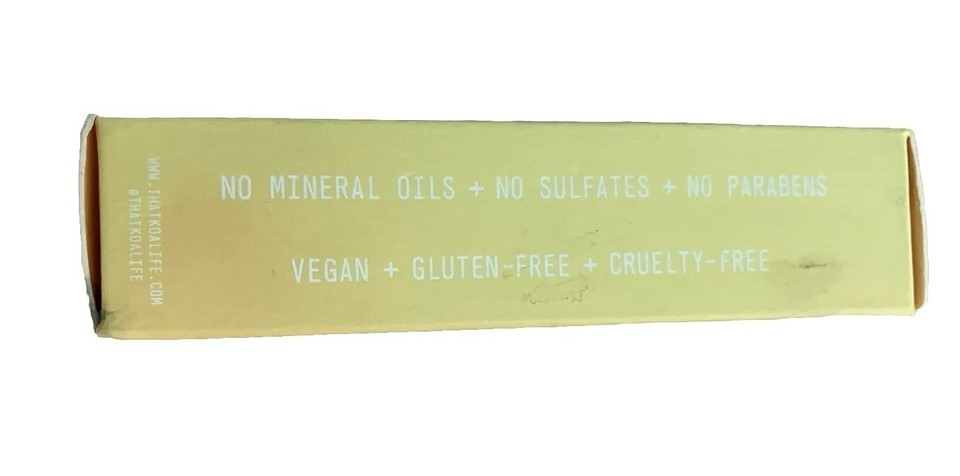 NO MINERAL OILS + NO SULFATES + NO PARABENS
VEGAN + GLUTEN-FREE + CRUELTY-FREE
WWW.THATKOALIFE.COM
@THATKOALIFE